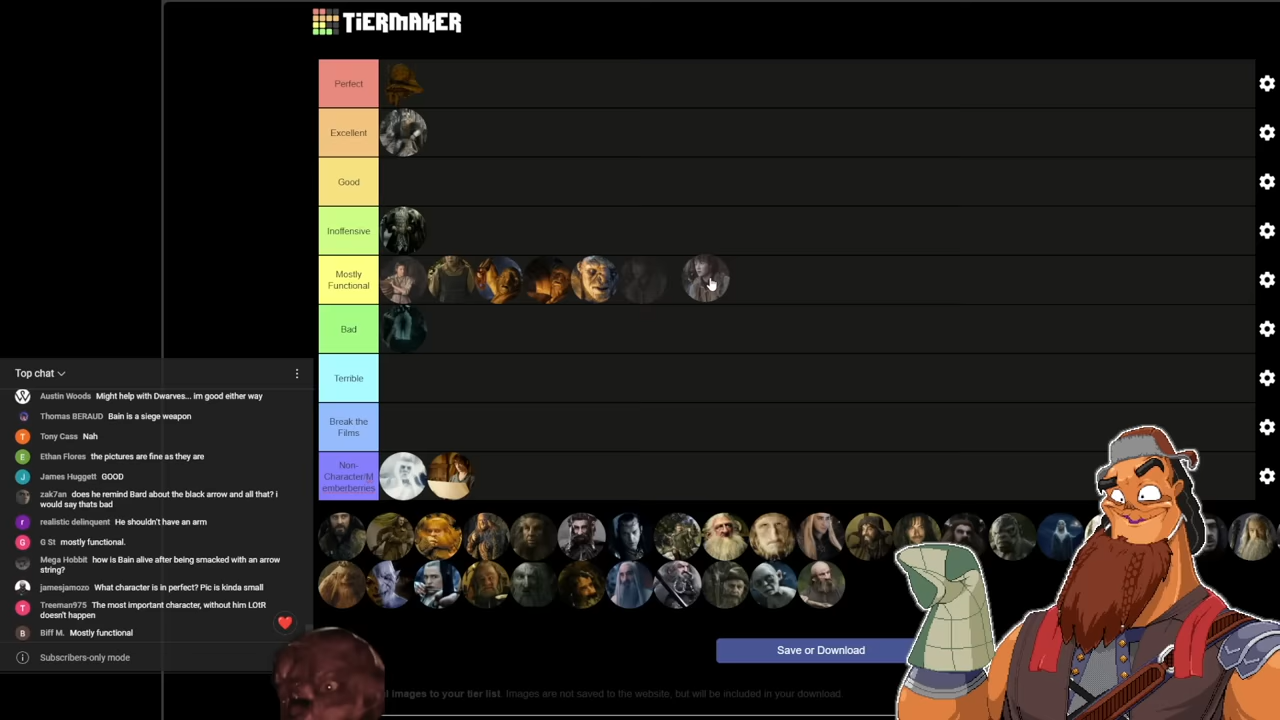 TiERMAKER
Perfect
Excellent
Good
Inoffensive
Mostly
Functional
Bad
Terrible
Break the
Films
Non-
Character/M
emberberries
Top chat
Austin Woods Might help with Dwarves... im good either way
Thomas BERAUD Bain is a siege weapon
Tony Cass Nah
Ethan Flores the pictures are fine as they are
James Huggett GOOD
zak7an does he remind Bard about the black arrow and all that? i
would say thats bad
realistic delinquent He shouldn't have an arm
G St mostly functional.
Mega Hobbit how is Bain alive after being smacked with an arrow
string?
jamesjamozo What character is in perfect? Pic is kinda small
Treeman975 The most important character, without him LOtR
doesn't happen
Biff M. Mostly functional
Subscribers-only mode
Save or Download
images to your tier list. Images are not saved to the website, but will be included in your download.